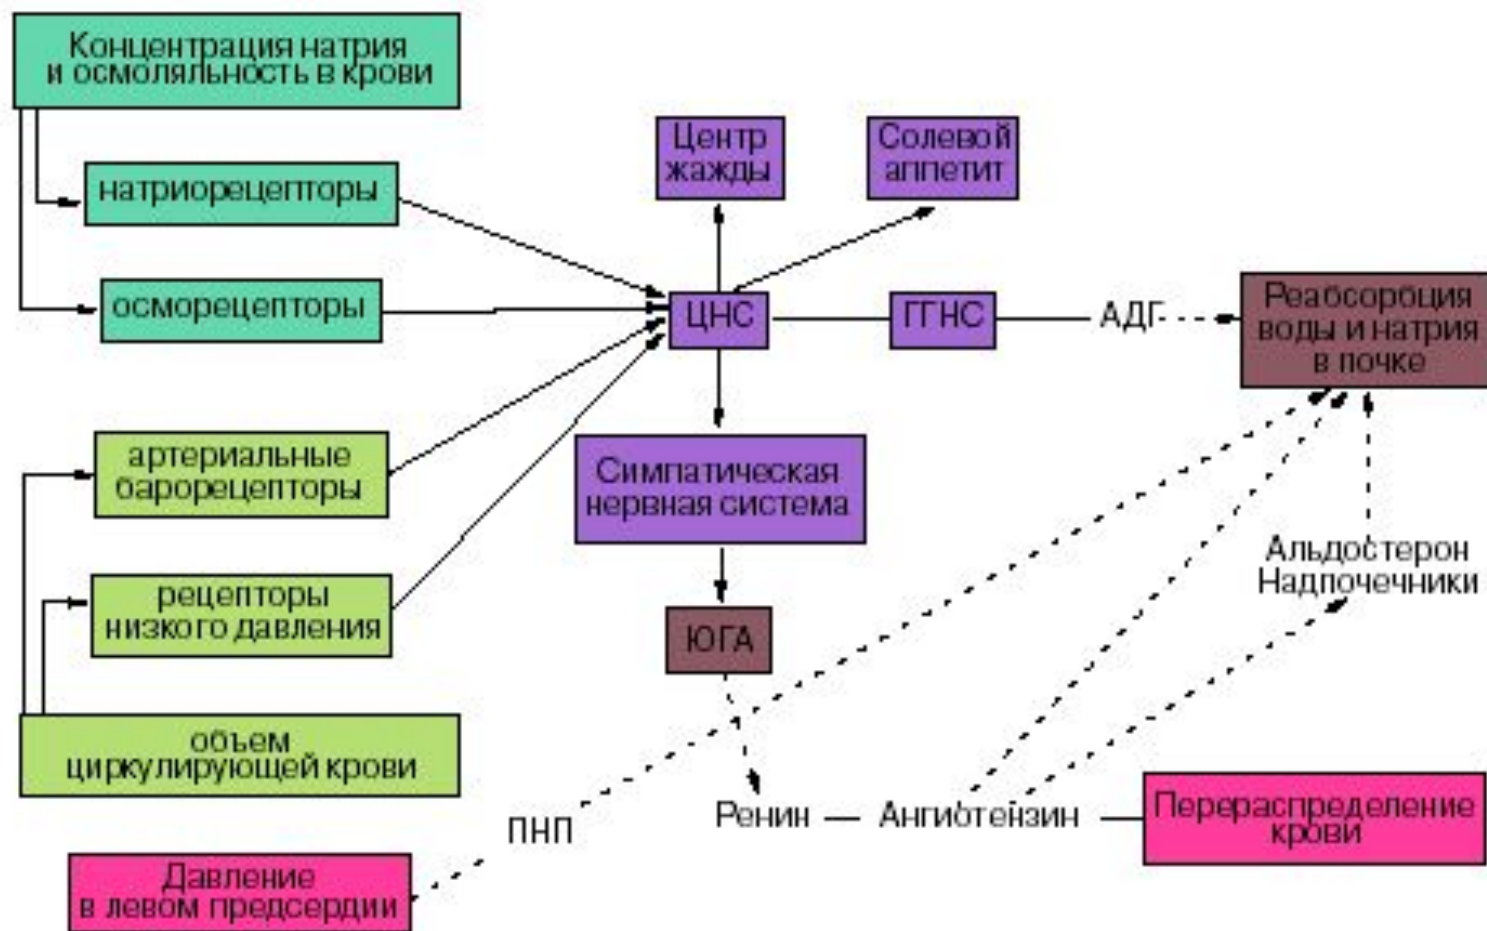 Концентрация натрия
и осмоляльность в крови
натриорецепторы
осморецепторы
артериальные
барорецепторы
рецепторы
низкого давления
объем
циркулирующей крови
Давление
в левом предсердии
Центр
жажды
Солевой
аппетит
ЦНС
ГГНС
АДГ
Реабсорбция
воды и натрия
в почке
Симпатическая
нервная система
ЮГА
Альдостерон
Надпочечники
ПНП
Ренин
Ангиотензин
Перераспределение
крови